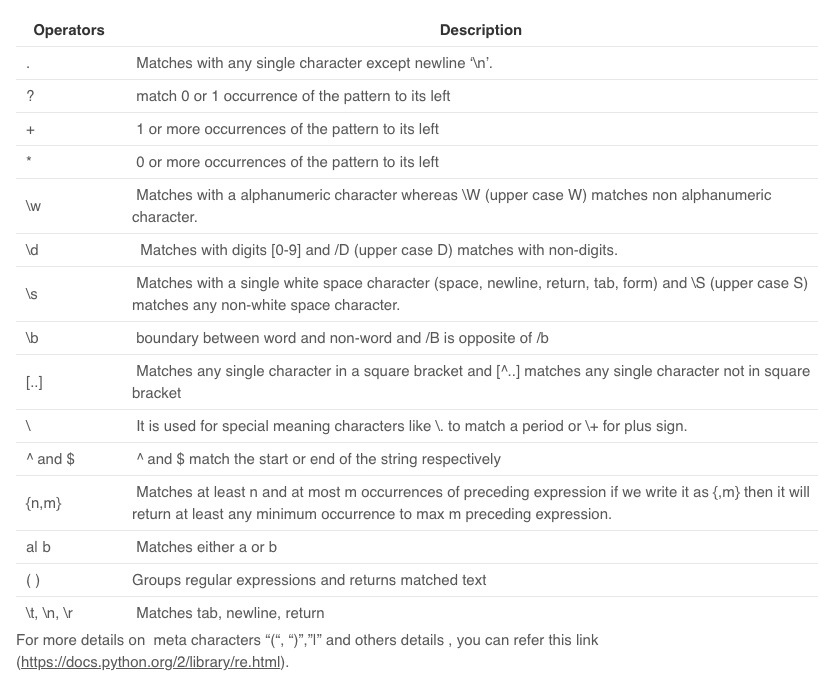 Operators Description
. Matches with any single character except newline ‘\n’.
? match 0 or 1 occurrence of the pattern to its left
+ 1 or more occurrences of the pattern to its left
* 0 or more occurrences of the pattern to its left
\w Matches with a alphanumeric character whereas \W (upper case W) matches non alphanumeric
character.
\d Matches with digits [0-9] and /D (upper case D) matches with non-digits.
\s Matches with a single white space character (space, newline, return, tab, form) and \S (upper case S)
matches any non-white space character.
\b boundary between word and non-word and /B is opposite of /b
[..] Matches any single character in a square bracket and [^..] matches any single character not in square
bracket
\ It is used for special meaning characters like \. to match a period or \+ for plus sign.
^ and $ ^ and $ match the start or end of the string respectively
{n,m} Matches at least n and at most m occurrences of preceding expression if we write it as {,m} then it will
return at least any minimum occurrence to max m preceding expression.
a| b Matches either a or b
( ) Groups regular expressions and returns matched text
\t, \n, \r Matches tab, newline, return
For more details on meta characters “(“, “)”,”|” and others details , you can refer this link
(https://docs.python.org/2/library/re.html).